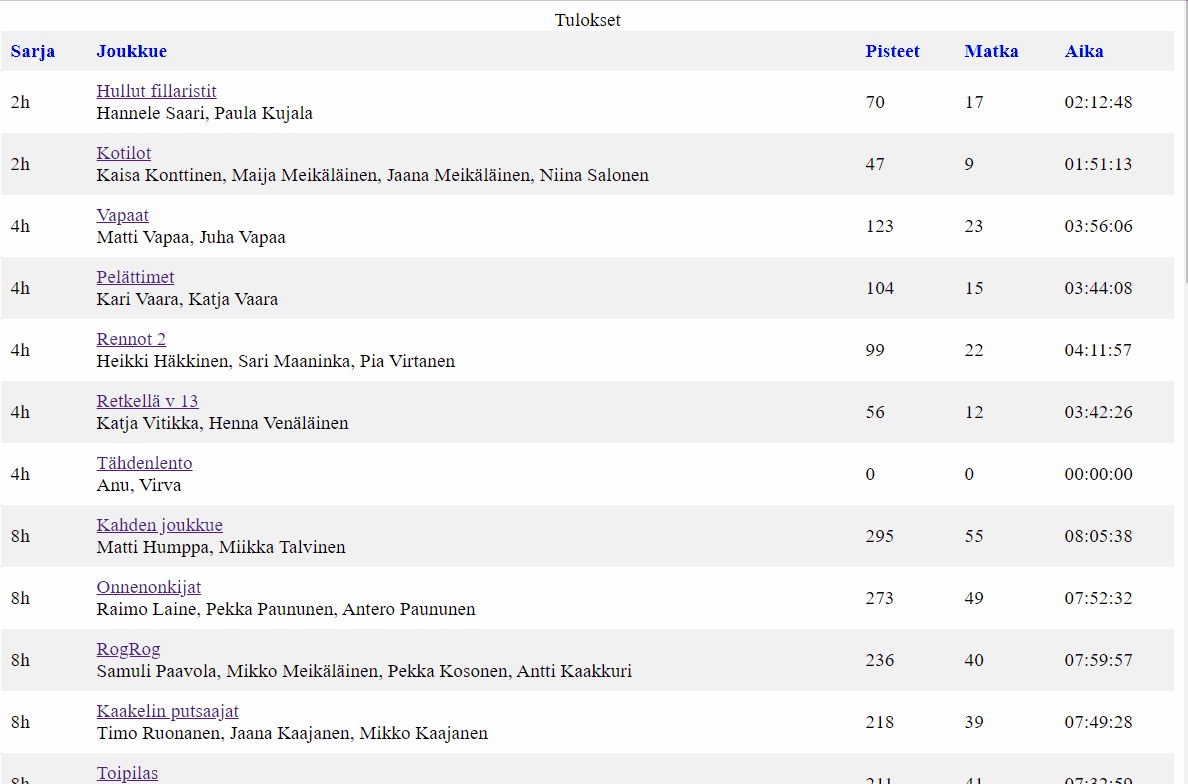 Tulokset
Sarja Joukkue Pisteet Matka Aika
Hullut fillaristit
2h 70 17 02:12:48
Hannele Saari, Paula Kujala
Kotilot
2h 47 9 01:51:13
Kaisa Konttinen, Maija Meikäläinen, Jaana Meikäläinen, Niina Salonen
Vapaat
4h 123 23 03:56:06
Matti Vapaa, Juha Vapaa
Pelättimet
4h 104 15 03:44:08
Kari Vaara, Katja Vaara
Rennot 2
4h 99 22 04:11:57
Heikki Häkkinen, Sari Maaninka, Pia Virtanen
Retkellä v 13
4h 56 12 03:42:26
Katja Vitikka, Henna Venäläinen
Tähdenlento
4h 0 0 00:00:00
Anu, Virva
Kahden joukkue
8h 295 55 08:05:38
Matti Humppa, Miikka Talvinen
Onnenonkijat
8h 273 49 07:52:32
Raimo Laine, Pekka Paununen, Antero Paununen
RogRog
8h 236 40 07:59:57
Samuli Paavola, Mikko Meikäläinen, Pekka Kosonen, Antti Kaakkuri
Kaakelin putsaajat
8h 218 39 07:49:28
Timo Ruonanen, Jaana Kaajanen, Mikko Kaajanen
Toipilas
8h 211 41